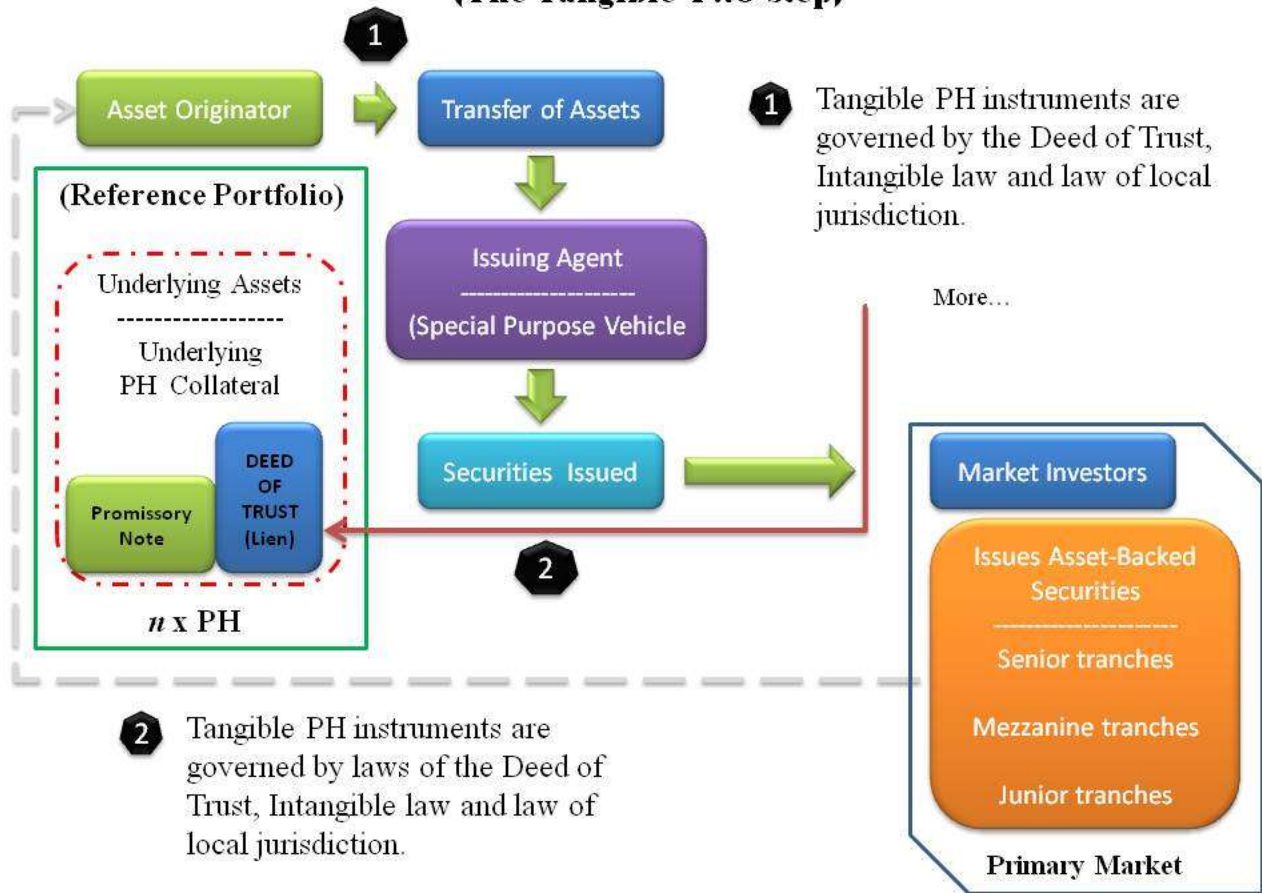 (The Tangible Two Step)
1
Asset Originator
Transfer of Assets
1
Tangible PH instruments are
governed by the Deed of Trust,
Intangible law and law of local
jurisdiction.
(Reference Portfolio)
Underlying Assets
------------------
Underlying
PH Collateral
Promissory
Note
DEED
OF
TRUST
(Lien)
n x PH
Issuing Agent
----------------------
(Special Purpose Vehicle
More...
Securities Issued
2
Market Investors
Issues Asset-Backed
Securities
----------------------
Senior tranches
Mezzanine tranches
Junior tranches
Primary Market
2
Tangible PH instruments are
governed by laws of the Deed of
Trust, Intangible law and law of
local jurisdiction.